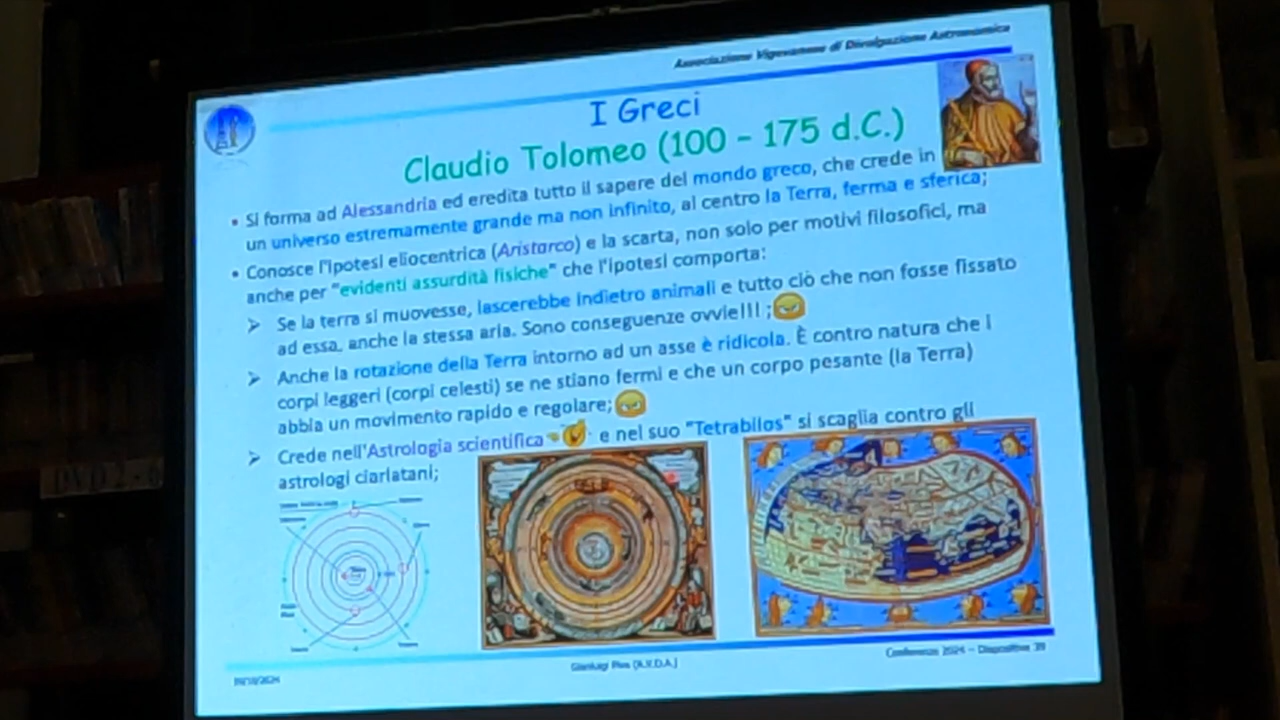 Associazione Vigevanese di Divulgazione Astronomica
I Greci
Claudio Tolomeo (100 - 175 d.C.)
• Si forma ad Alessandria ed eredita tutto il sapere del mondo greco, che crede in
un universo estremamente grande ma non infinito, al centro la Terra, ferma e sferica;
• Conosce l'ipotesi eliocentrica (Aristarco) e la scarta, non solo per motivi filosofici, ma
anche per "evidenti assurdità fisiche" che l'ipotesi comporta:
➢ Se la terra si muovesse, lascerebbe indietro animali e tutto ciò che non fosse fissato
ad essa, anche la stessa aria. Sono conseguenze ovvie!!! ;
➢ Anche la rotazione della Terra intorno ad un asse è ridicola. È contro natura che i
corpi leggeri (corpi celesti) se ne stiano fermi e che un corpo pesante (la Terra)
abbia un movimento rapido e regolare;
➢ Crede nell'Astrologia scientifica e nel suo "Tetrabilos" si scaglia contro gli
astrologi ciarlatani;
Gianluigi (A.V.D.A.)
Conferenze 2024 - Diapositiva 39